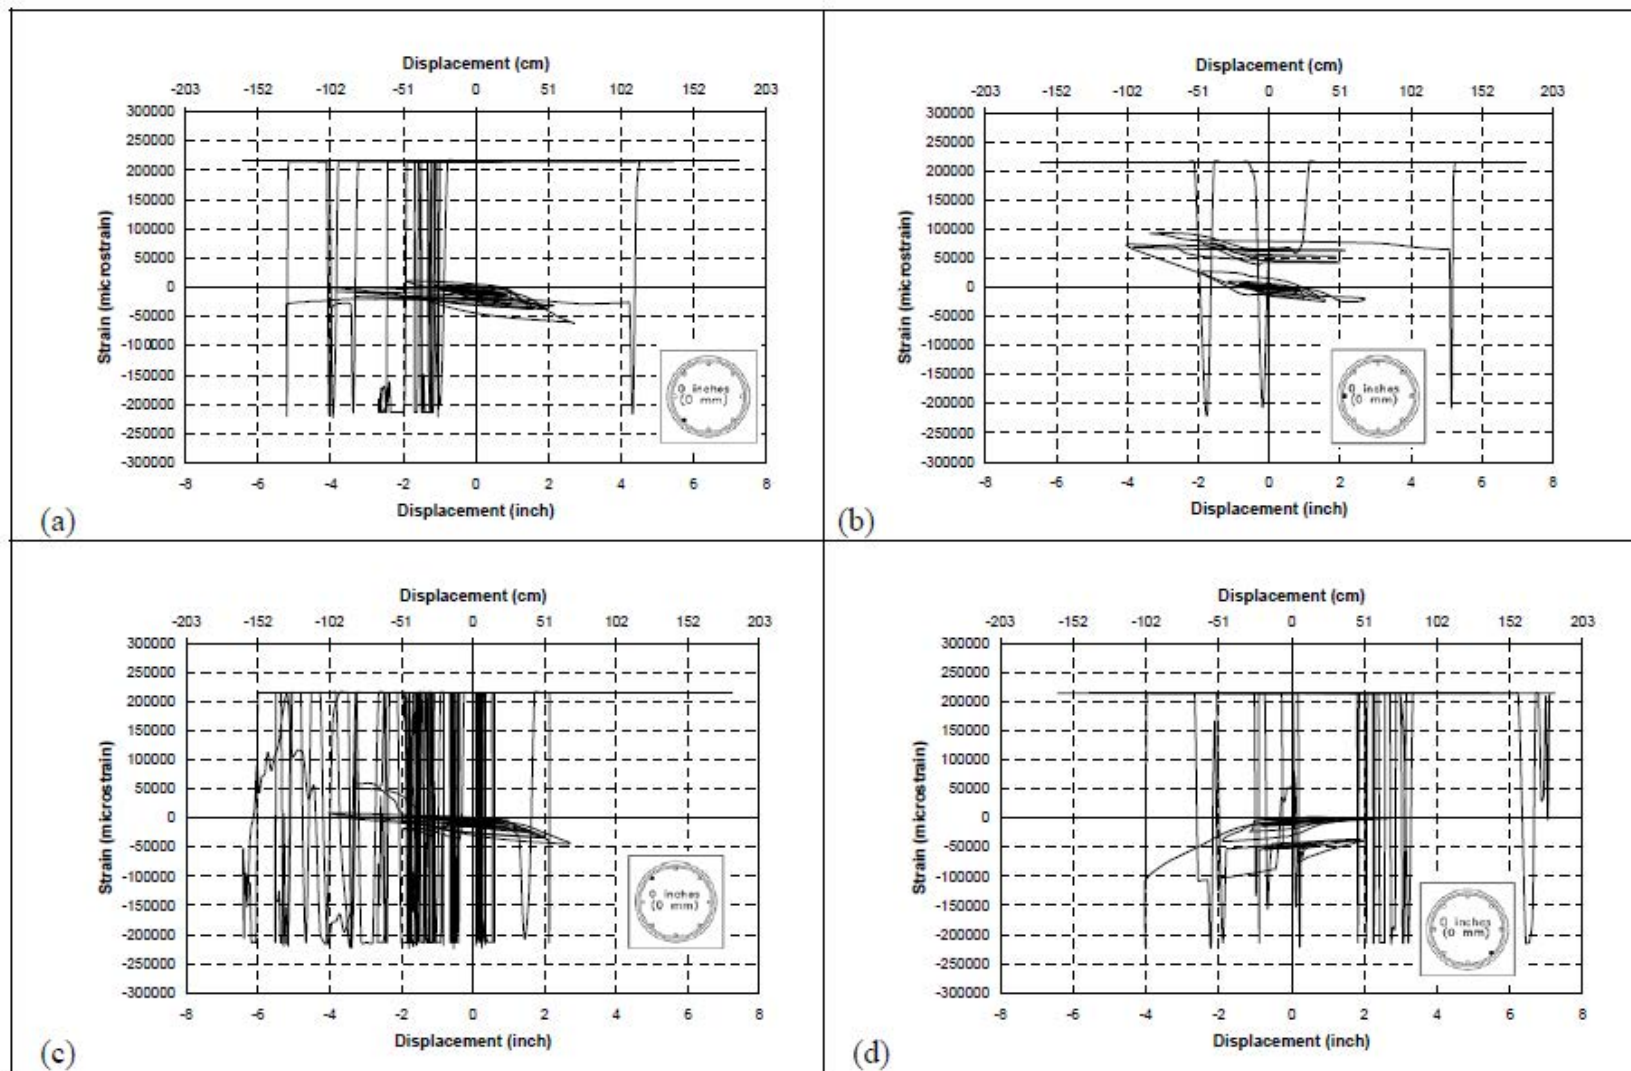 Displacement (cm)
-203 -152 -102 -51 0 51 102 152 203
300000
250000
200000
150000
100000
50000
0
-50000
-100000
-150000
-200000
-250000
-300000
Strain (microstrain)
0 inches
(0 mm)
-8 -6 -4 -2 0 2 4 6 8
Displacement (inch)
(a)
Displacement (cm)
-203 -152 -102 -51 0 51 102 152 203
300000
250000
200000
150000
100000
50000
0
-50000
-100000
-150000
-200000
-250000
-300000
Strain (microstrain)
0 inches
(0 mm)
-8 -6 -4 -2 0 2 4 6 8
Displacement (inch)
(b)
Displacement (cm)
-203 -152 -102 -51 0 51 102 152 203
300000
250000
200000
150000
100000
50000
0
-50000
-100000
-150000
-200000
-250000
-300000
Strain (microstrain)
0 inches
(0 mm)
-8 -6 -4 -2 0 2 4 6 8
Displacement (inch)
(c)
Displacement (cm)
-203 -152 -102 -51 0 51 102 152 203
300000
250000
200000
150000
100000
50000
0
-50000
-100000
-150000
-200000
-250000
-300000
Strain (microstrain)
0 inches
(0 mm)
-8 -6 -4 -2 0 2 4 6 8
Displacement (inch)
(d)